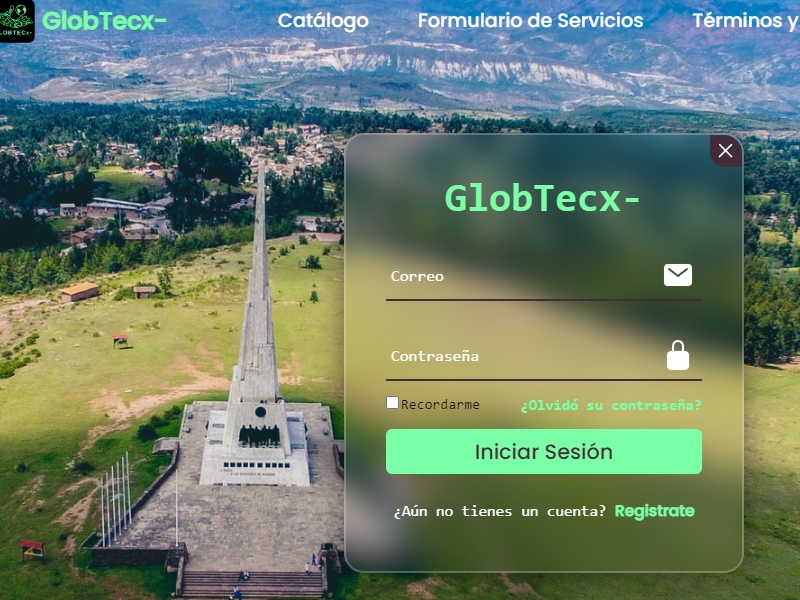 GLOBTECx-
GlobTecx-
Catálogo
Formulario de Servicios
Términos y
GlobTecx-
Correo
Contraseña
Recordarme
¿Olvidó su contraseña?
Iniciar Sesión
¿Aún no tienes un cuenta? Registrate